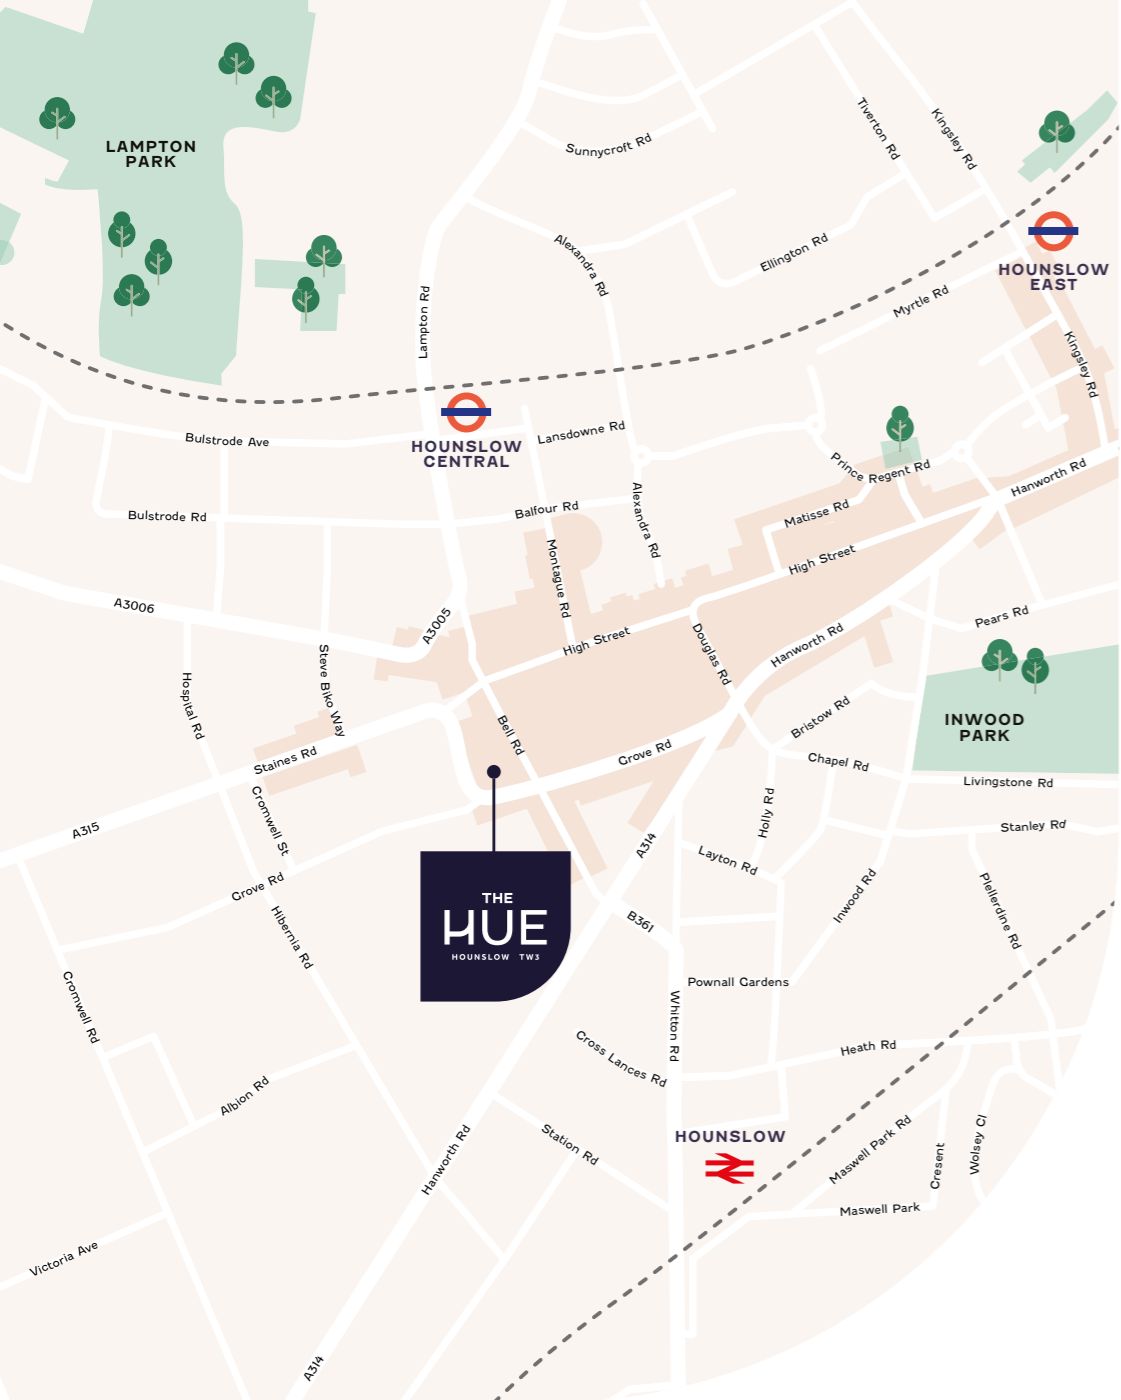 Sunnycroft Rd
Tiverton Rd
Kingsley Rd
LAMPTON
PARK
Alexandra Rd
Ellington Rd
HOUNSLOW
EAST
Myrtle Rd
Lampton Rd
Kingsley Rd
Bulstrode Ave
HOUNSLOW
CENTRAL
Lansdowne Rd
Prince Regent Rd
Hanworth Rd
Bulstrode Rd
Balfour Rd
Alexandra Rd
Matisse Rd
High Street
Montague Rd
A3006
A3005
High Street
Douglas Rd
Hanworth Rd
Pears Rd
Hospital Rd
Steve Biko Way
Bell Rd
Bristow Rd
INWOOD
PARK
Staines Rd
Grove Rd
Chapel Rd
Livingstone Rd
A315
Cromwell St
Holly Rd
Stanley Rd
A314
Layton Rd
Grove Rd
Inwood Rd
Plellerdine Rd
THE
HUE
HOUNSLOW TW3
B361
Hibernia Rd
Pownall Gardens
Cromwell Rd
Whitton Rd
Cross Lances Rd
Heath Rd
Albion Rd
Station Rd
HOUNSLOW
Hanworth Rd
Maswell Park Rd
Cresent
Wolsey Cl
Maswell Park
Victoria Ave
A314